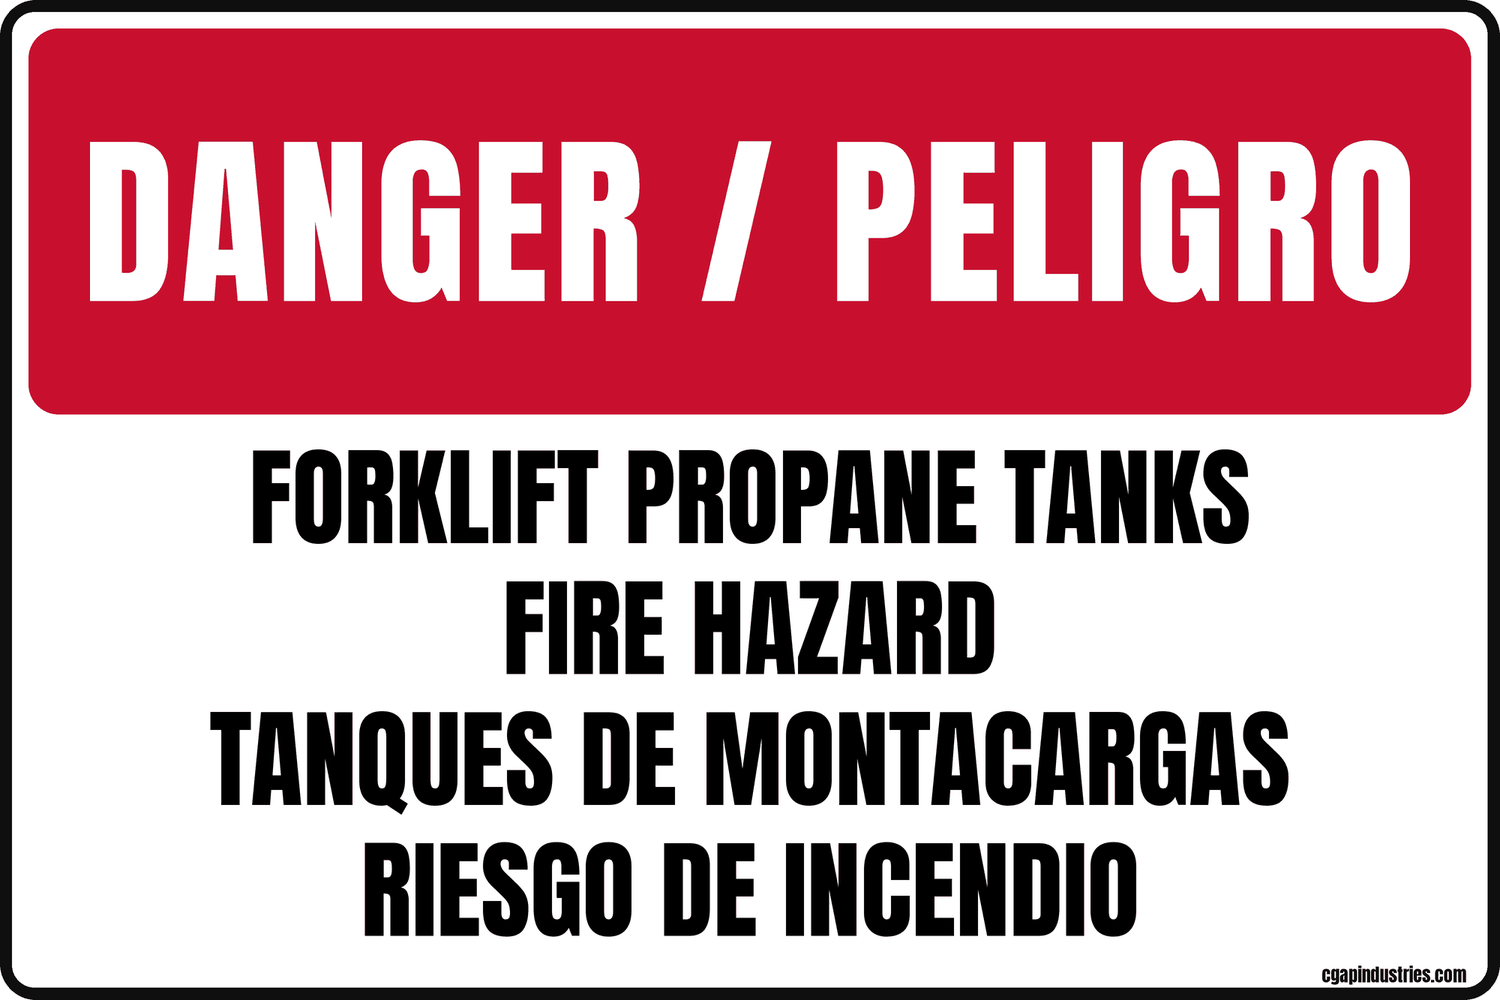 DANGER / PELIGRO
FORKLIFT PROPANE TANKS
FIRE HAZARD
TANQUES DE MONTACARGAS
RIESGO DE INCENDIO
cgapindustries.com